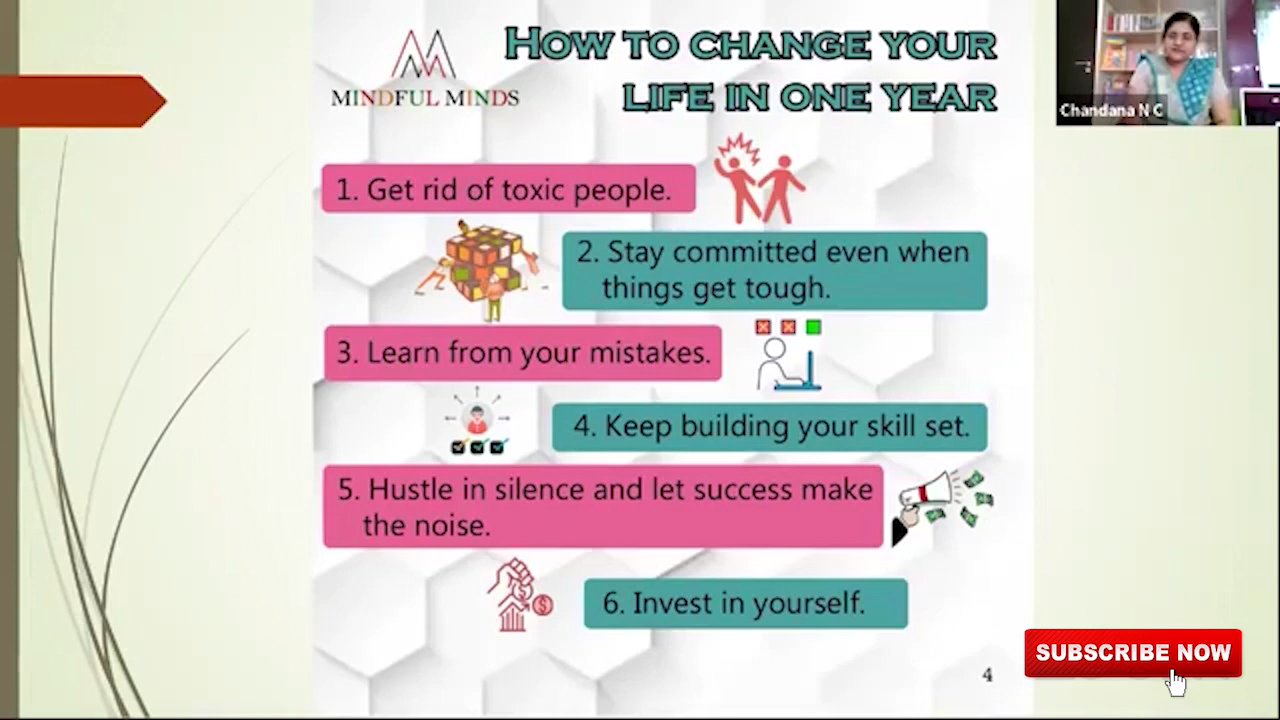 MINDFUL MINDS
HOW TO CHANGE YOUR
LIFE IN ONE YEAR
Chandana N C
1. Get rid of toxic people.
2. Stay committed even when
things get tough.
3. Learn from your mistakes.
4. Keep building your skill set.
5. Hustle in silence and let success make
the noise.
6. Invest in yourself.
SUBSCRIBE NOW
4